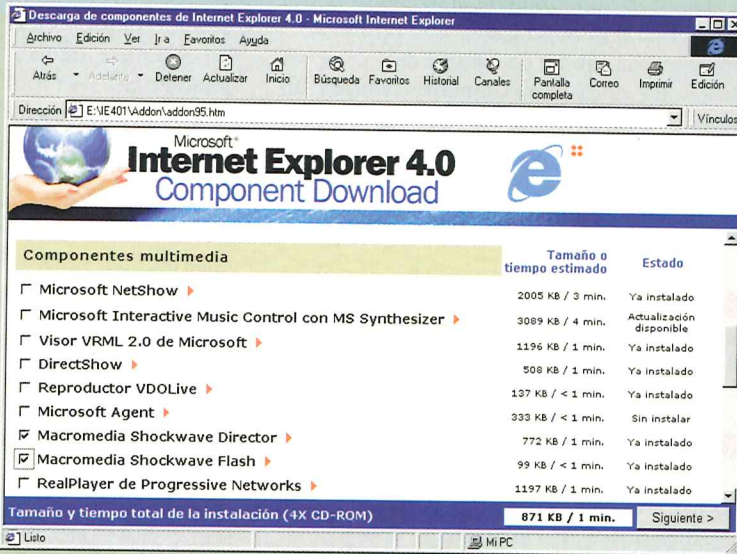 Descarga de componentes de Internet Explorer 4.0 - Microsoft Internet Explorer
Archivo Edición Ver Ir a Favoritos Ayuda
Atrás Adelante Detener Actualizar Inicio Búsqueda Favoritos Historial Canales Pantalla completa Correo Imprimir Edición
Dirección E:\IE401\Addon\addon95.htm Vínculos
Microsoft
Internet Explorer 4.0
Component Download
Componentes multimedia Tamaño o tiempo estimado Estado
Microsoft NetShow 2005 KB / 3 min. Ya instalado
Microsoft Interactive Music Control con MS Synthesizer 3089 KB / 4 min. Actualización disponible
Visor VRML 2.0 de Microsoft 1196 KB / 1 min. Ya instalado
DirectShow 508 KB / 1 min. Ya instalado
Reproductor VDOLive 137 KB / < 1 min. Ya instalado
Microsoft Agent 333 KB / < 1 min. Sin instalar
Macromedia Shockwave Director 772 KB / 1 min. Ya instalado
Macromedia Shockwave Flash 99 KB / < 1 min. Ya instalado
RealPlayer de Progressive Networks 1197 KB / 1 min. Ya instalado
Tamaño y tiempo total de la instalación (4X CD-ROM) 871 KB / 1 min. Siguiente >
Listo Mi PC